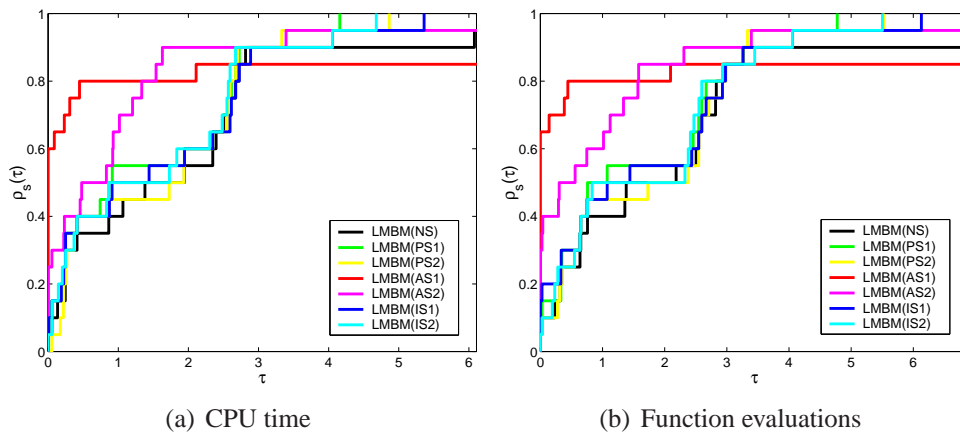 1
0.8
0.6
0.4
0.2
0
ρs(τ)
LMBM(NS)
LMBM(PS1)
LMBM(PS2)
LMBM(AS1)
LMBM(AS2)
LMBM(IS1)
LMBM(IS2)
0 1 2 3 4 5 6
τ
(a) CPU time
1
0.8
0.6
0.4
0.2
0
ρs(τ)
LMBM(NS)
LMBM(PS1)
LMBM(PS2)
LMBM(AS1)
LMBM(AS2)
LMBM(IS1)
LMBM(IS2)
0 1 2 3 4 5 6
τ
(b) Function evaluations